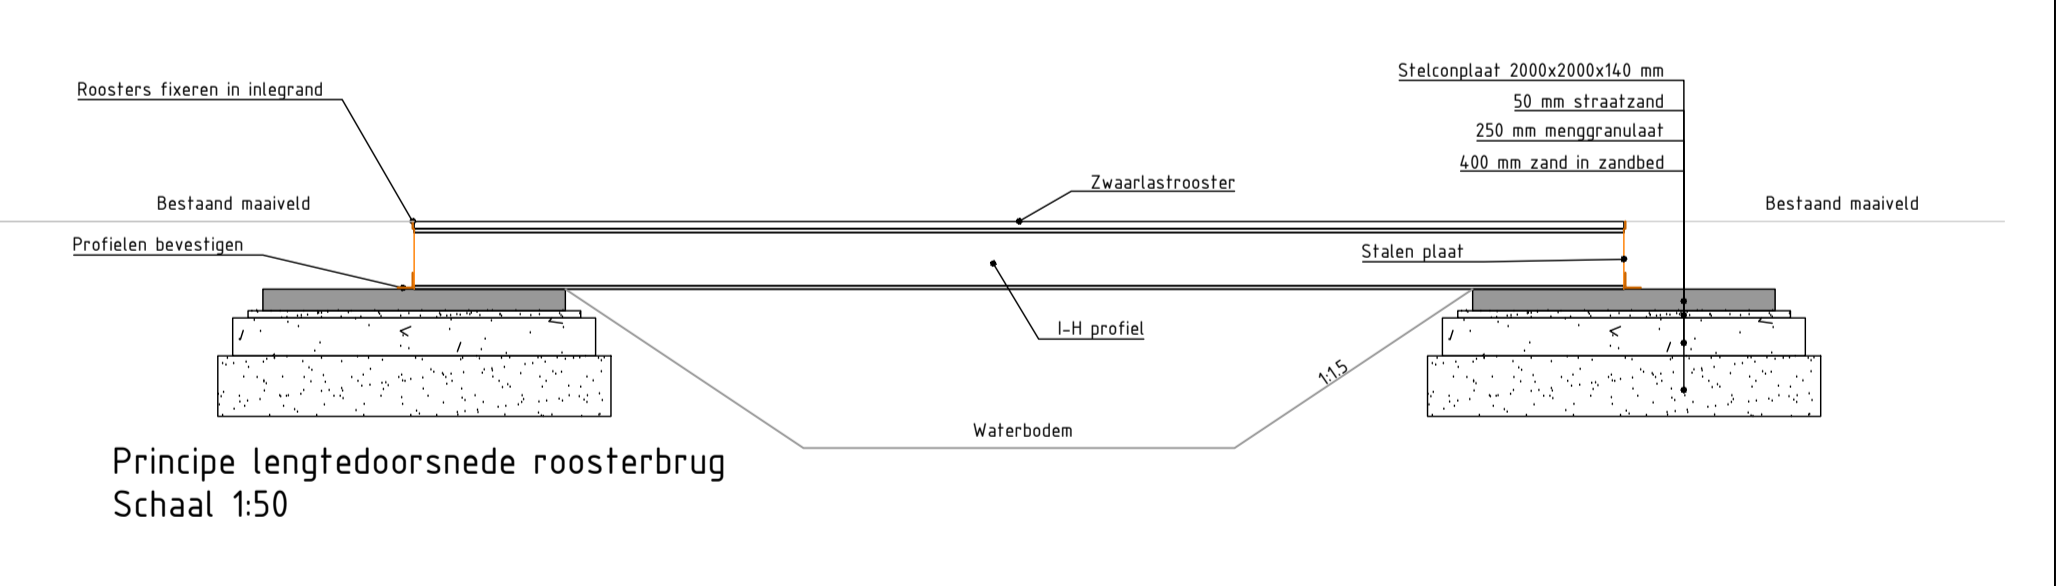 Stelconplaat 2000x2000x140 mm
Roosters fixeren in inlegrand
50 mm straatzand
250 mm menggranulaat
400 mm zand in zandbed
Zwaarlastrooster
Bestaand maaiveld
Bestaand maaiveld
Profielen bevestigen
Stalen plaat
I-H profiel
1:1.5
Waterbodem
Principe lengtedoorsnede roosterbrug
Schaal 1:50